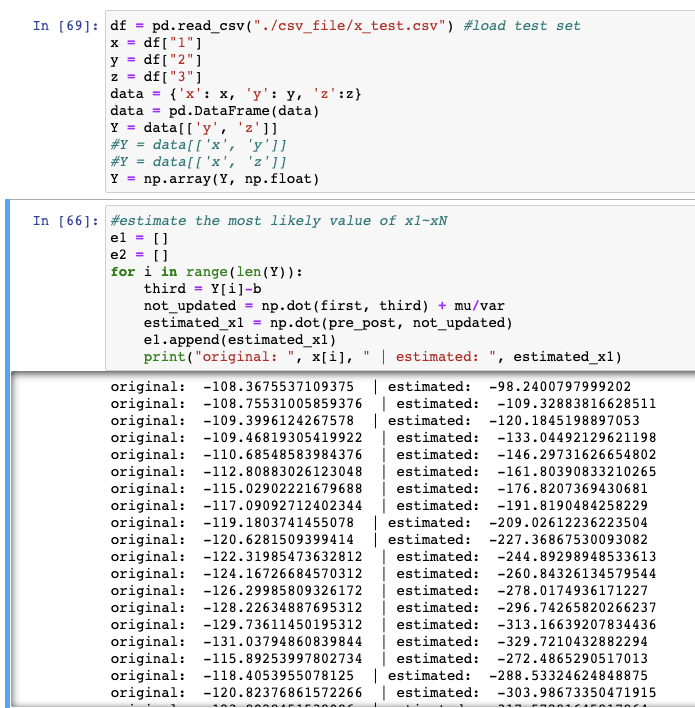 In [69]: df = pd.read_csv("./csv_file/x_test.csv") #load test set
x = df["1"]
y = df["2"]
z = df["3"]
data = {'x': x, 'y': y, 'z':z}
data = pd.DataFrame(data)
Y = data[['y', 'z']]
#Y = data[['x', 'y']]
#Y = data[['x', 'z']]
Y = np.array(Y, np.float)
In [66]: #estimate the most likely value of x1~xN
e1 = []
e2 = []
for i in range(len(Y)):
    third = Y[i]-b
    not_updated = np.dot(first, third) + mu/var
    estimated_x1 = np.dot(pre_post, not_updated)
    e1.append(estimated_x1)
    print("original: ", x[i], " | estimated: ", estimated_x1)
original:  -108.3675537109375  | estimated:  -98.2400797999202
original:  -108.75531005859376  | estimated:  -109.32883816628511
original:  -109.3996124267578  | estimated:  -120.1845198897053
original:  -109.46819305419922  | estimated:  -133.04492129621198
original:  -110.68548583984376  | estimated:  -146.29731626654802
original:  -112.80883026123048  | estimated:  -161.80390833210265
original:  -115.02902221679688  | estimated:  -176.8207369430681
original:  -117.09092712402344  | estimated:  -191.8190484258229
original:  -119.1803741455078  | estimated:  -209.02612236223504
original:  -120.6281509399414  | estimated:  -227.36867530093082
original:  -122.31985473632812  | estimated:  -244.89298948533613
original:  -124.16726684570312  | estimated:  -260.84326134579544
original:  -126.29985809326172  | estimated:  -278.0174936171227
original:  -128.22634887695312  | estimated:  -296.74265820266237
original:  -129.73611450195312  | estimated:  -313.16639207834436
original:  -131.03794860839844  | estimated:  -329.7210432882294
original:  -115.89253997802734  | estimated:  -272.4865290517013
original:  -118.4053955078125  | estimated:  -288.53324624848875
original:  -120.82376861572266  | estimated:  -303.98673350471915